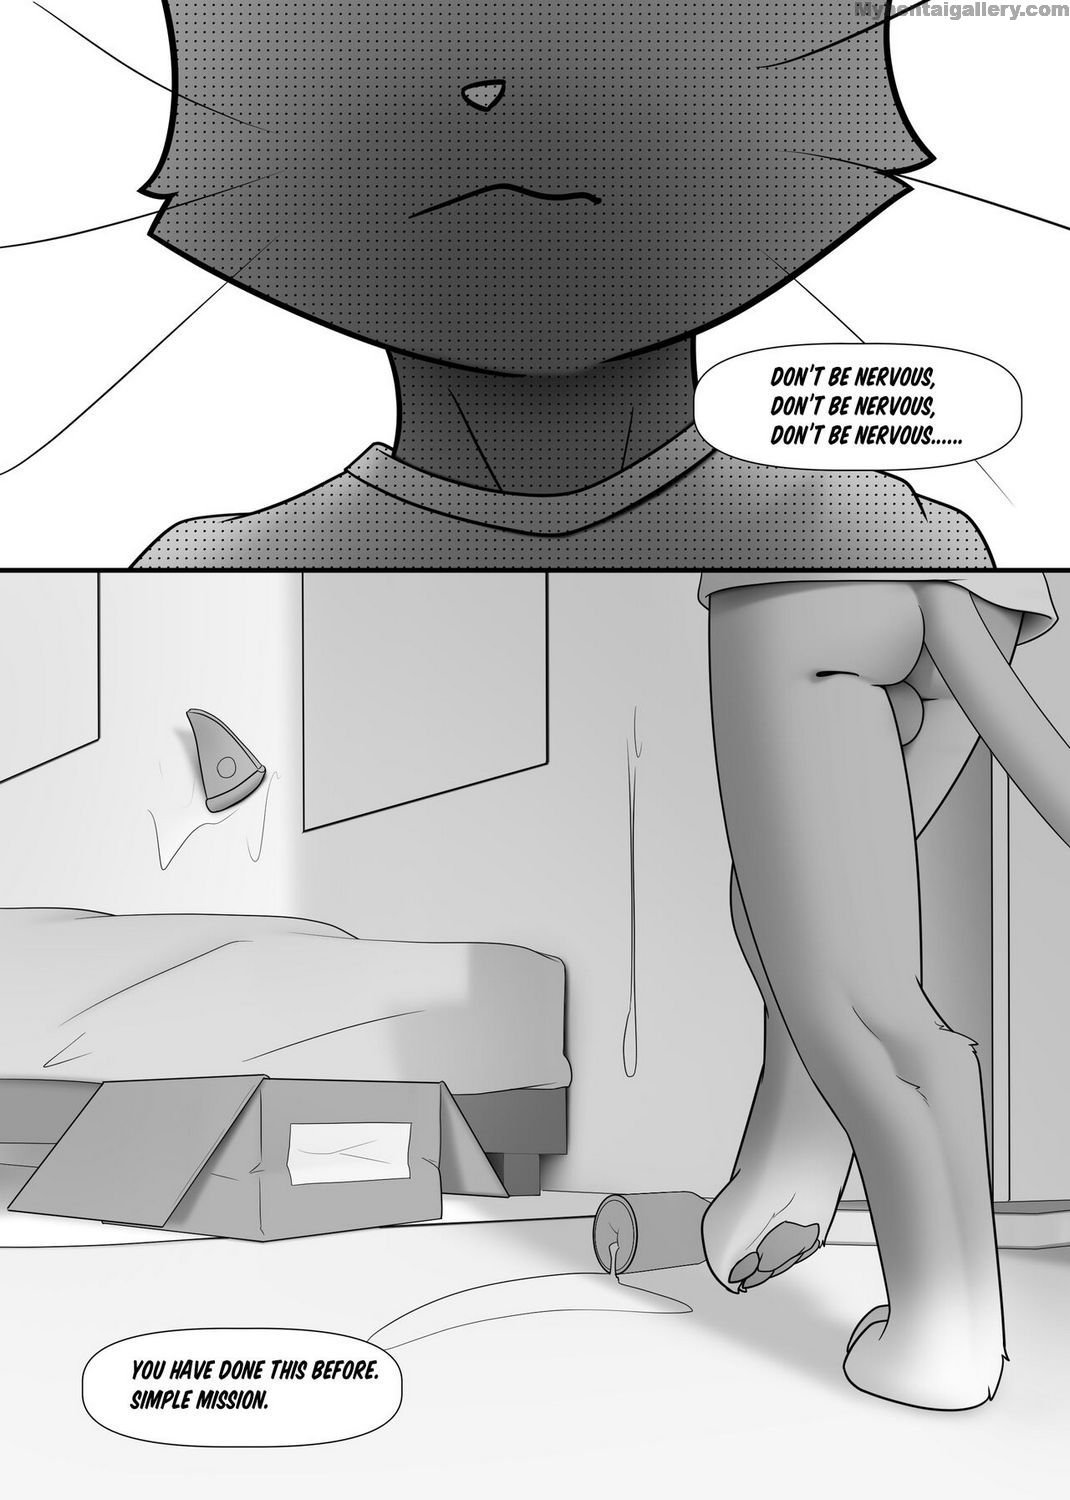 Myhentaigallery.com
DON'T BE NERVOUS,
DON'T BE NERVOUS,
DON'T BE NERVOUS......
YOU HAVE DONE THIS BEFORE.
SIMPLE MISSION.